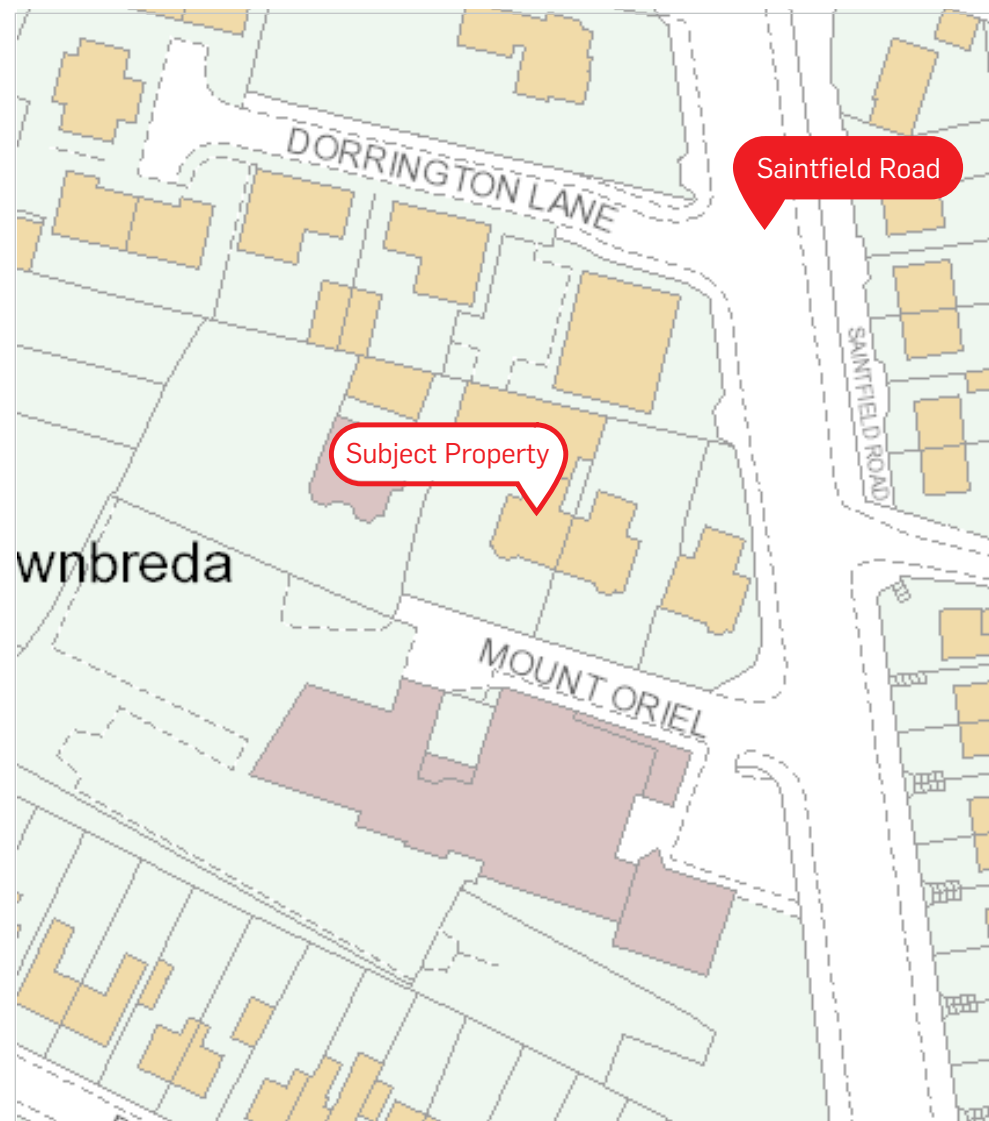 DORRINGTON LANE
Saintfield Road
SAINTFIELD ROAD
Subject Property
wnbreda
MOUNT ORIEL